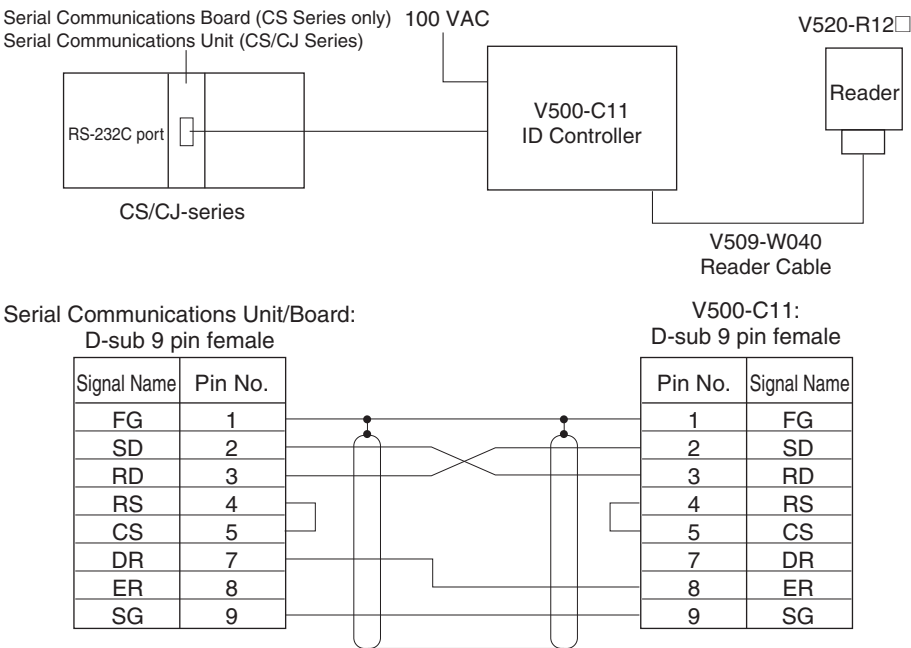 Serial Communications Board (CS Series only)
Serial Communications Unit (CS/CJ Series)
100 VAC
V520-R12□
RS-232C port
V500-C11
ID Controller
Reader
CS/CJ-series
V509-W040
Reader Cable
Serial Communications Unit/Board:
D-sub 9 pin female
V500-C11:
D-sub 9 pin female
Signal Name Pin No. Pin No. Signal Name
FG 1 1 FG
SD 2 2 SD
RD 3 3 RD
RS 4 4 RS
CS 5 5 CS
DR 7 7 DR
ER 8 8 ER
SG 9 9 SG